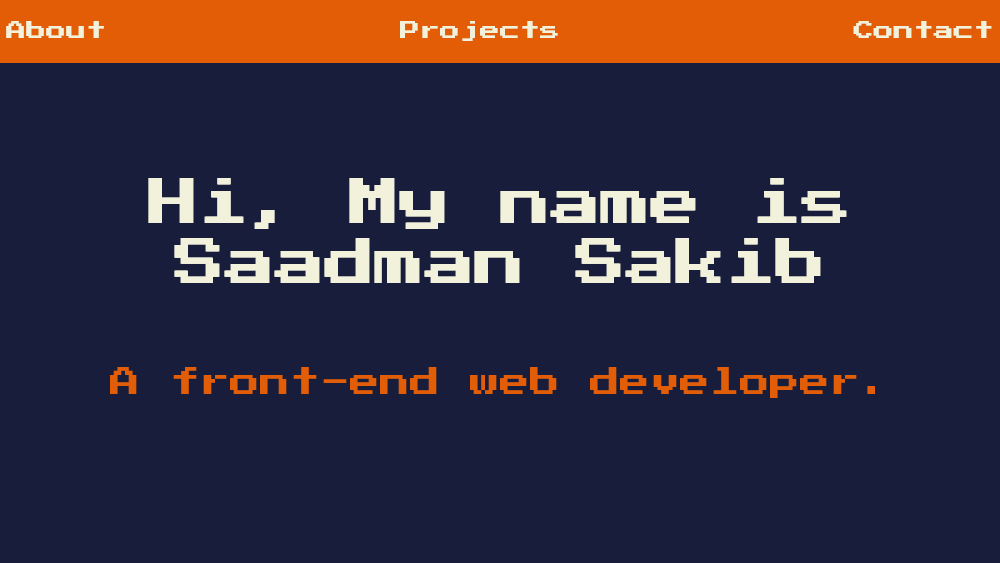 About Projects Contact
Hi, My name is
Saadman Sakib
A front-end web developer.